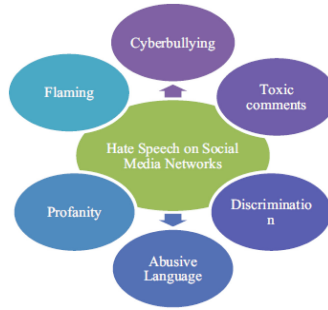 Cyberbullying
Flaming
Toxic
comments
Hate Speech on Social
Media Networks
Profanity
Discriminatio
n
Abusive
Language